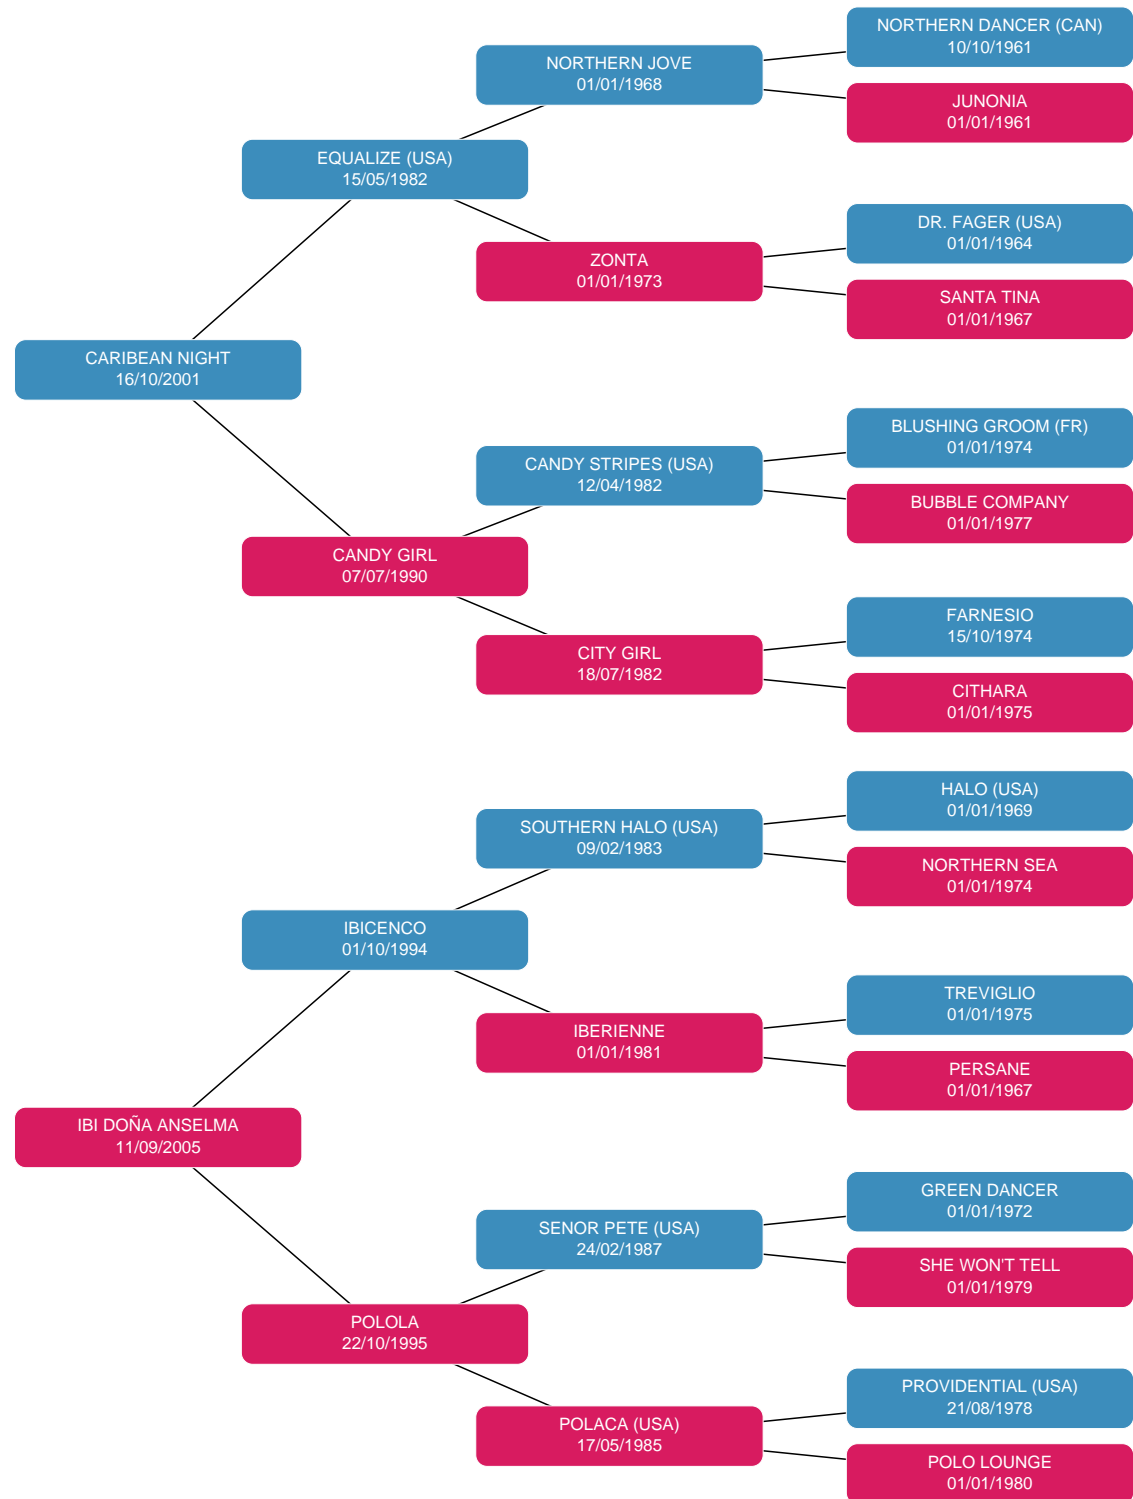 NORTHERN DANCER (CAN)
10/10/1961
NORTHERN JOVE
01/01/1968
JUNONIA
01/01/1961
EQUALIZE (USA)
15/05/1982
DR. FAGER (USA)
01/01/1964
ZONTA
01/01/1973
SANTA TINA
01/01/1967
CARIBEAN NIGHT
16/10/2001
BLUSHING GROOM (FR)
01/01/1974
CANDY STRIPES (USA)
12/04/1982
BUBBLE COMPANY
01/01/1977
CANDY GIRL
07/07/1990
FARNESIO
15/10/1974
CITY GIRL
18/07/1982
CITHARA
01/01/1975
HALO (USA)
01/01/1969
SOUTHERN HALO (USA)
09/02/1983
NORTHERN SEA
01/01/1974
IBICENCO
01/10/1994
TREVIGLIO
01/01/1975
IBERIENNE
01/01/1981
PERSANE
01/01/1967
IBI DOÑA ANSELMA
11/09/2005
GREEN DANCER
01/01/1972
SENOR PETE (USA)
24/02/1987
SHE WON'T TELL
01/01/1979
POLOLA
22/10/1995
PROVIDENTIAL (USA)
21/08/1978
POLACA (USA)
17/05/1985
POLO LOUNGE
01/01/1980